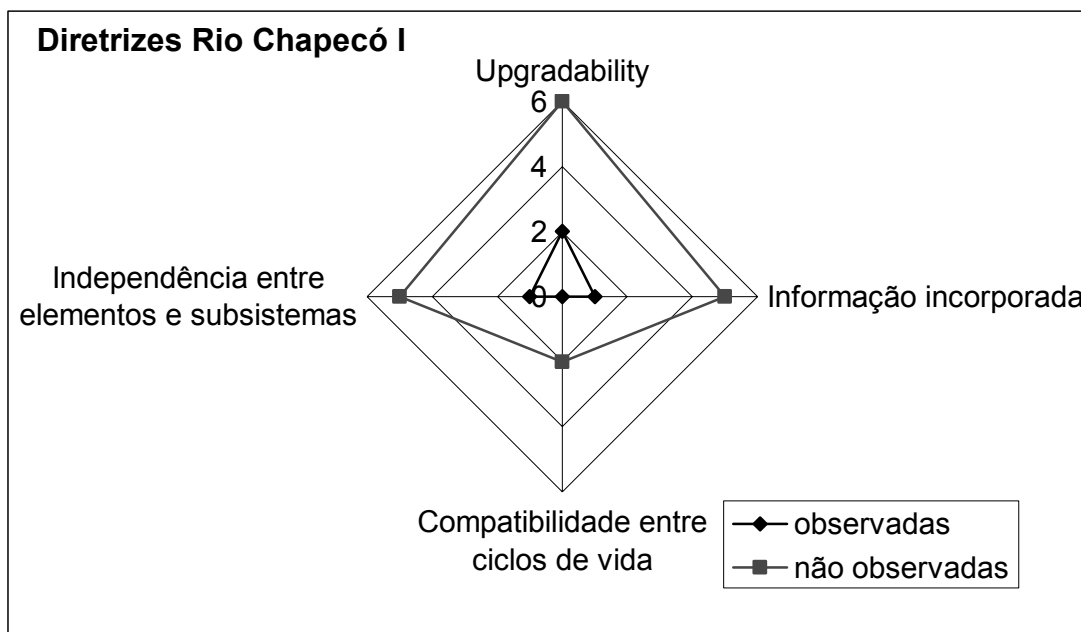 Diretrizes Rio Chapecó I
Upgradability
6
4
2
0
Independência entre
elementos e subsistemas
Informação incorporada
Compatibilidade entre
ciclos de vida
observadas
não observadas